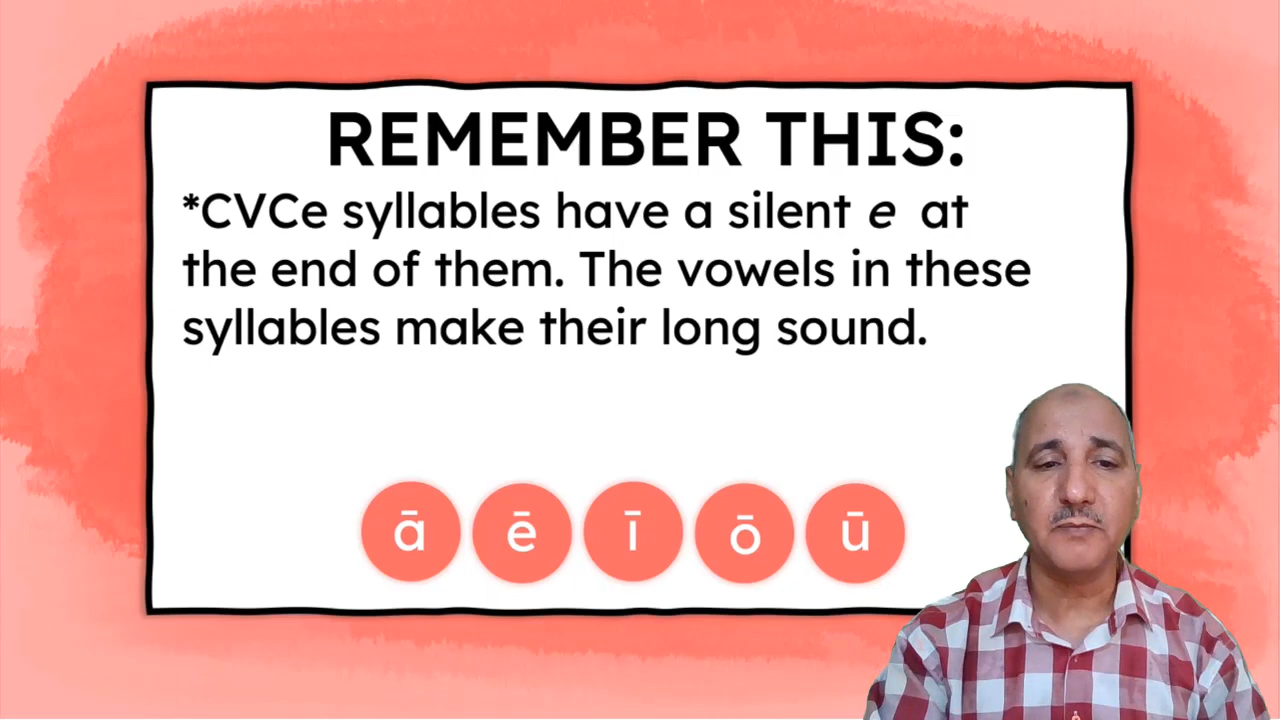 REMEMBER THIS:
*CVCe syllables have a silent e at
the end of them. The vowels in these
syllables make their long sound.
ā ē ī ō ū